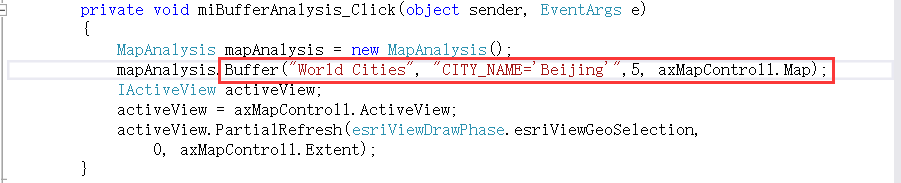 private void miBufferAnalysis_Click(object sender, EventArgs e)
{
MapAnalysis mapAnalysis = new MapAnalysis();
mapAnalysis.Buffer("World Cities", "CITY_NAME='Beijing'",5, axMapControl1.Map);
IActiveView activeView;
activeView = axMapControl1.ActiveView;
activeView.PartialRefresh(esriViewDrawPhase.esriViewGeoSelection,
0, axMapControl1.Extent);
}